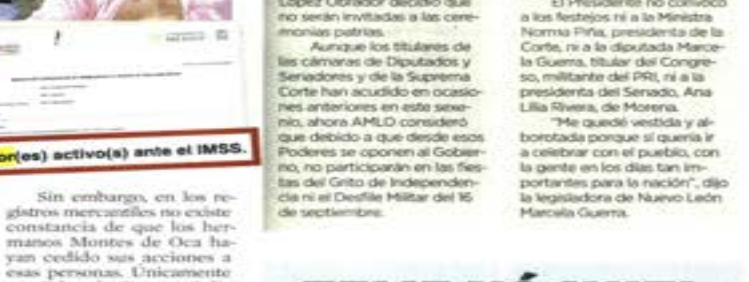 or(es) activo(s) ante el IMSS.
Sin embargo, en los re-
gistros mercantiles no existe
constancia de que los her-
manos Montes de Oca ha-
yan cedido sus acciones a
esas personas. Únicamente
López Obrador decidió que
no serán invitadas a las cere-
monias patrias.
Aunque los titulares de
las cámaras de Diputados y
Senadores y de la Suprema
Corte han acudido en ocasio-
nes anteriores en este sexe-
nio, ahora AMLO consideró
que debido a que desde esos
Poderes se oponen al Gobier-
no, no participarán en las fies-
tas del Grito de Independen-
cia ni el Desfile Militar del 16
de septiembre.
El Presidente no convocó
a los festejos ni a la Ministra
Norma Piña, presidenta de la
Corte, ni a la diputada Marce-
la Guerra, titular del Congre-
so, militante del PRI, ni a la
presidenta del Senado, Ana
Lilia Rivera, de Morena.
"Me quedé vestida y al-
borotada porque sí quería ir
a celebrar con el pueblo, con
la gente en los días tan im-
portantes para la nación", dijo
la legisladora de Nuevo León
Marcela Guerra.